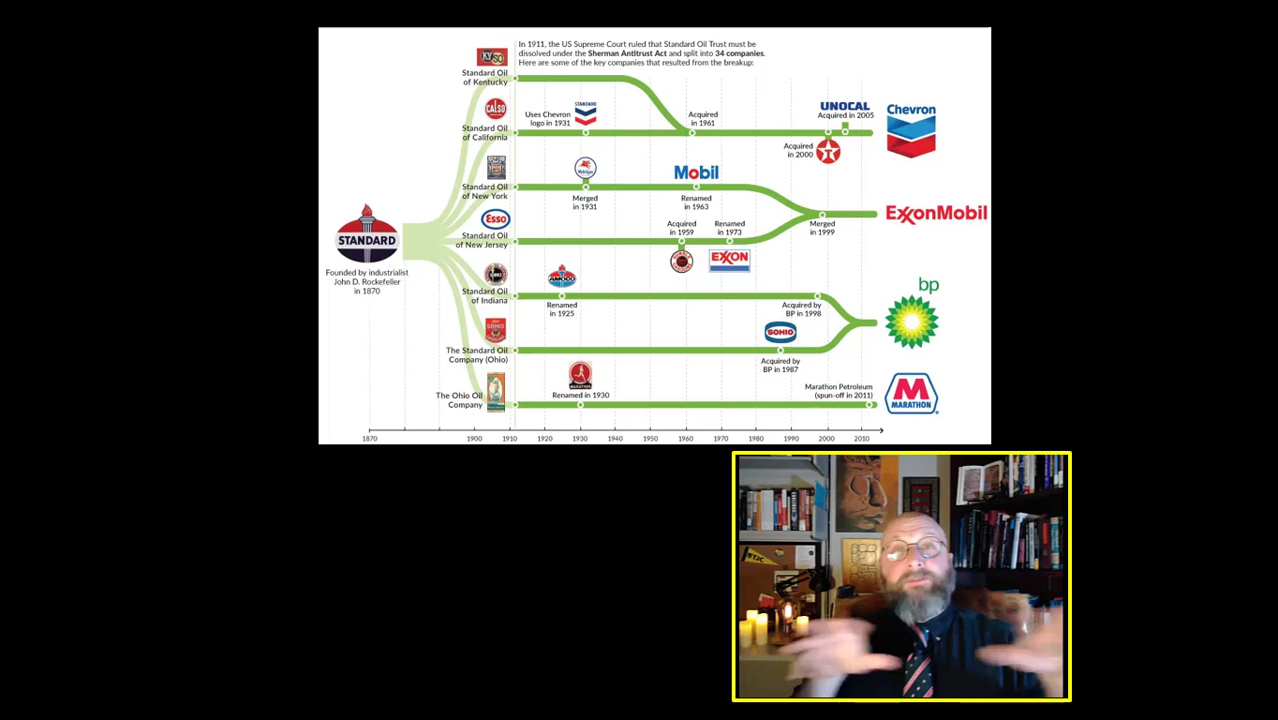 In 1911, the US Supreme Court ruled that Standard Oil Trust must be
dissolved under the Sherman Antitrust Act and split into 34 companies.
Here are some of the key companies that resulted from the breakup:
Standard Oil
of Kentucky
CALSO
Standard Oil
of California
Uses Chevron
logo in 1931
STANDARD
Acquired
in 1961
UNOCAL
Acquired in 2005
Acquired
in 2000
T
Chevron
Standard Oil
of New York
Merged
in 1931
Mobil
Renamed
in 1963
Esso
Standard Oil
of New Jersey
Acquired
in 1959
Renamed
in 1973
EXXON
Merged
in 1999
ExxonMobil
STANDARD
Founded by industrialist
John D. Rockefeller
in 1870
Standard Oil
of Indiana
AMOCO
Renamed
in 1925
Acquired by
BP in 1998
bp
SOHIO
The Standard Oil
Company (Ohio)
SOHIO
Acquired by
BP in 1987
The Ohio Oil
Company
MARATHON
Renamed in 1930
Marathon Petroleum
(spun-off in 2011)
M
MARATHON
1870
1900
1910
1920
1930
1940
1950
1960
1970
1980
1990
2000
2010